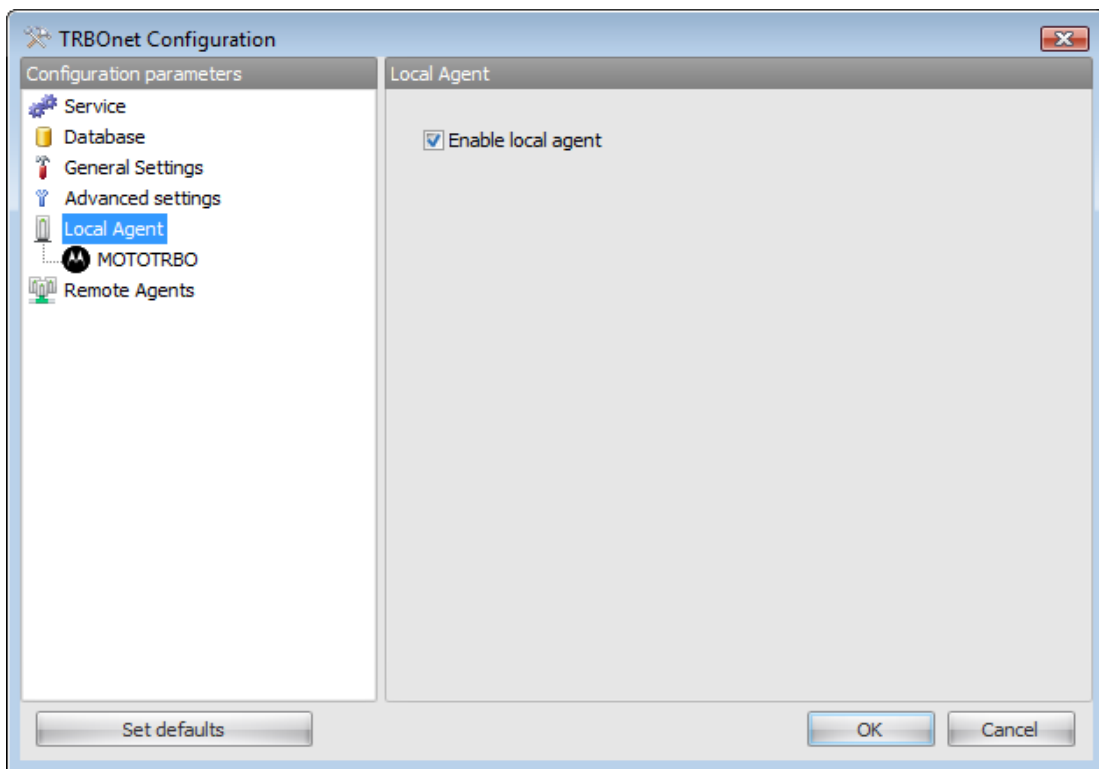 TRBOnet Configuration
Configuration parameters
Service
Database
General Settings
Advanced settings
Local Agent
MOTOTRBO
Remote Agents
Local Agent
Enable local agent
Set defaults
OK
Cancel